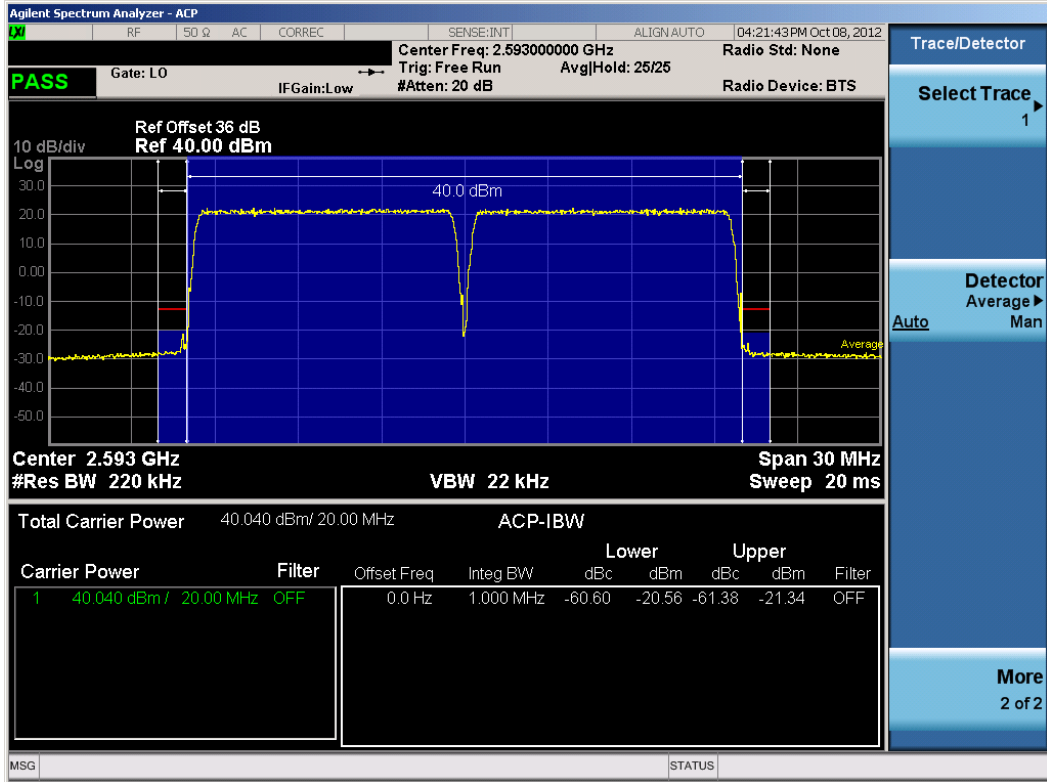 Agilent Spectrum Analyzer - ACP
LXI RF 50 Ω AC CORREC SENSE:INT ALIGN AUTO 04:21:43 PM Oct 08, 2012
Center Freq: 2.593000000 GHz Radio Std: None
Trig: Free Run Avg|Hold: 25/25
PASS Gate: LO IFGain:Low #Atten: 20 dB Radio Device: BTS
Trace/Detector
Select Trace
1
Detector
Average
Auto Man
More
2 of 2
Ref Offset 36 dB
10 dB/div Ref 40.00 dBm
Log
30.0
20.0
10.0
0.00
-10.0
-20.0
-30.0
-40.0
-50.0
40.0 dBm
Average
Center 2.593 GHz Span 30 MHz
#Res BW 220 kHz VBW 22 kHz Sweep 20 ms
Total Carrier Power 40.040 dBm/ 20.00 MHz ACP-IBW
Lower Upper
Carrier Power Filter Offset Freq Integ BW dBc dBm dBc dBm Filter
1 40.040 dBm / 20.00 MHz OFF 0.0 Hz 1.000 MHz -60.60 -20.56 -61.38 -21.34 OFF
MSG STATUS